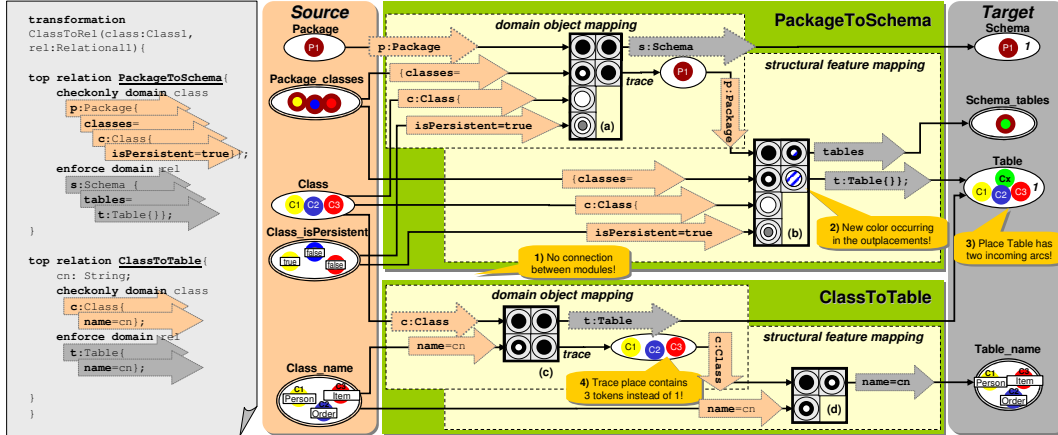 transformation
ClassToRel(class:Class1,
rel:Relational1){
top relation PackageToSchema{
checkonly domain class
p:Package{
classes=
c:Class{
isPersistent=true}};
enforce domain rel
s:Schema {
tables=
t:Table{}};
}
top relation ClassToTable{
cn: String;
checkonly domain class
c:Class{
name=cn};
enforce domain rel
t:Table{
name=cn};
}
}
Source
Package
P1
Package_classes
Class
C1 C2 C3
Class_isPersistent
true
false
false
Class_name
C1
Person
C2
Order
C3
Item
PackageToSchema
domain object mapping
p:Package
{classes=
c:Class{
isPersistent=true
(a)
s:Schema
trace
P1
p:Package
structural feature mapping
{classes=
c:Class{
isPersistent=true
(b)
tables
t:Table{}};
1) No connection
between modules!
2) New color occurring
in the outplacements!
ClassToTable
domain object mapping
c:Class
name=cn
(c)
t:Table
trace
C1 C2 C3
c:Class
4) Trace place contains
3 tokens instead of 1!
structural feature mapping
name=cn
(d)
name=cn
Target
Schema
P1 1
Schema_tables
Table
Cx
C1 C2 C3 1
3) Place Table has
two incoming arcs!
Table_name
C1
Person
C2
Order
C3
Item